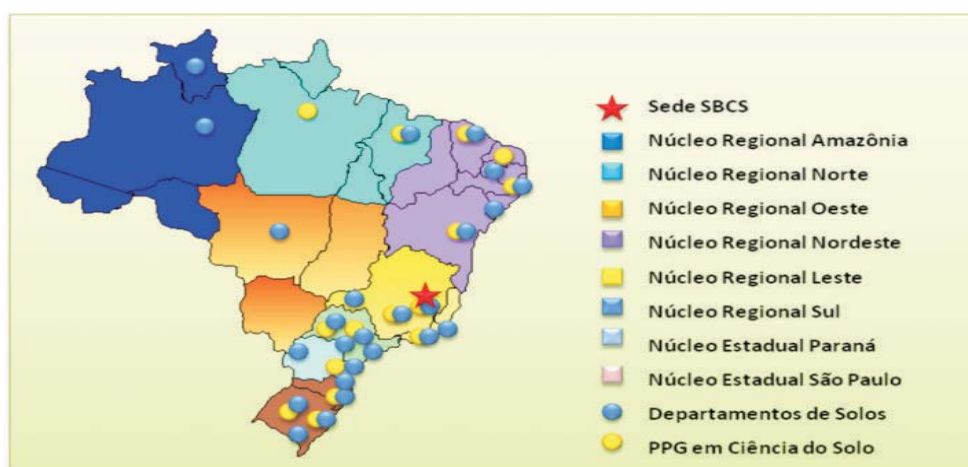 Sede SBCS
Núcleo Regional Amazônia
Núcleo Regional Norte
Núcleo Regional Oeste
Núcleo Regional Nordeste
Núcleo Regional Leste
Núcleo Regional Sul
Núcleo Estadual Paraná
Núcleo Estadual São Paulo
Departamentos de Solos
PPG em Ciência do Solo